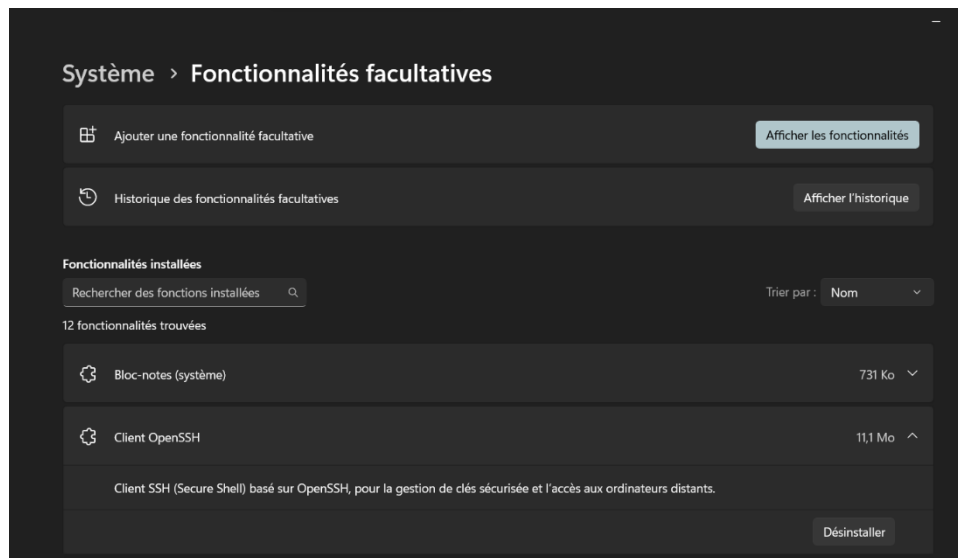 Système > Fonctionnalités facultatives
Ajouter une fonctionnalité facultative
Afficher les fonctionnalités
Historique des fonctionnalités facultatives
Afficher l'historique
Fonctionnalités installées
Rechercher des fonctions installées
Trier par : Nom
12 fonctionnalités trouvées
Bloc-notes (système)
731 Ko
Client OpenSSH
11,1 Mo
Client SSH (Secure Shell) basé sur OpenSSH, pour la gestion de clés sécurisée et l'accès aux ordinateurs distants.
Désinstaller